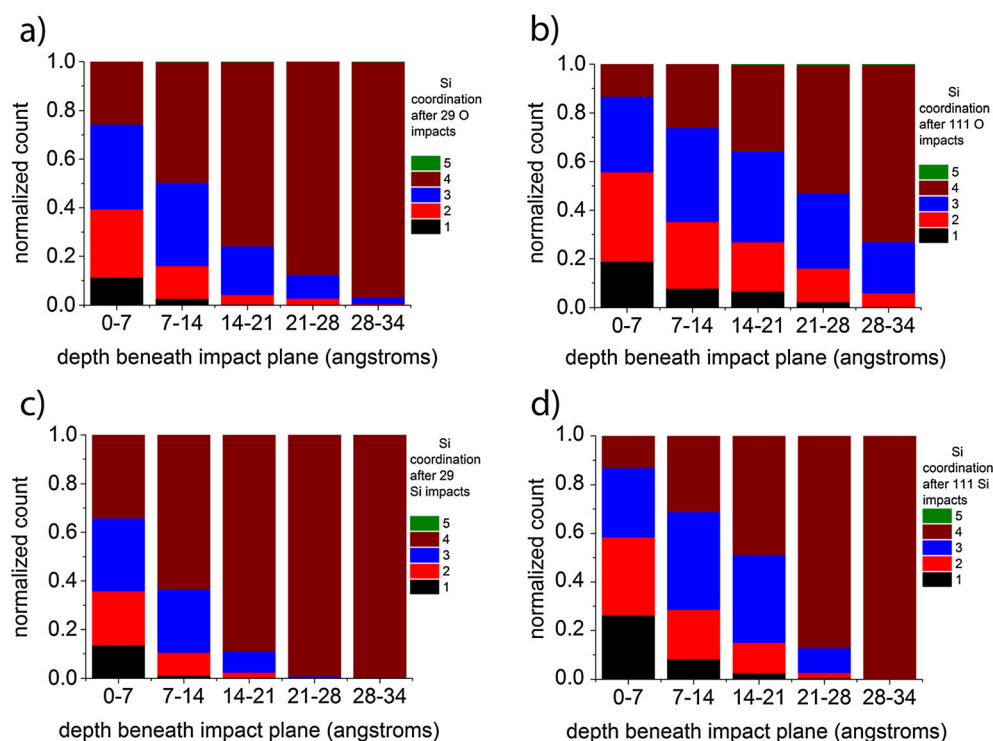 a)
normalized count
1.0
0.8
0.6
0.4
0.2
0.0
0-7 7-14 14-21 21-28 28-34
depth beneath impact plane (angstroms)
Si
coordination
after 29 O
impacts
5
4
3
2
1
b)
normalized count
1.0
0.8
0.6
0.4
0.2
0.0
0-7 7-14 14-21 21-28 28-34
depth beneath impact plane (angstroms)
Si
coordination
after 111 O
impacts
5
4
3
2
1
c)
normalized count
1.0
0.8
0.6
0.4
0.2
0.0
0-7 7-14 14-21 21-28 28-34
depth beneath impact plane (angstroms)
Si
coordination
after 29
Si impacts
5
4
3
2
1
d)
normalized count
1.0
0.8
0.6
0.4
0.2
0.0
0-7 7-14 14-21 21-28 28-34
depth beneath impact plane (angstroms)
Si
coordination
after 111 Si
impacts
5
4
3
2
1